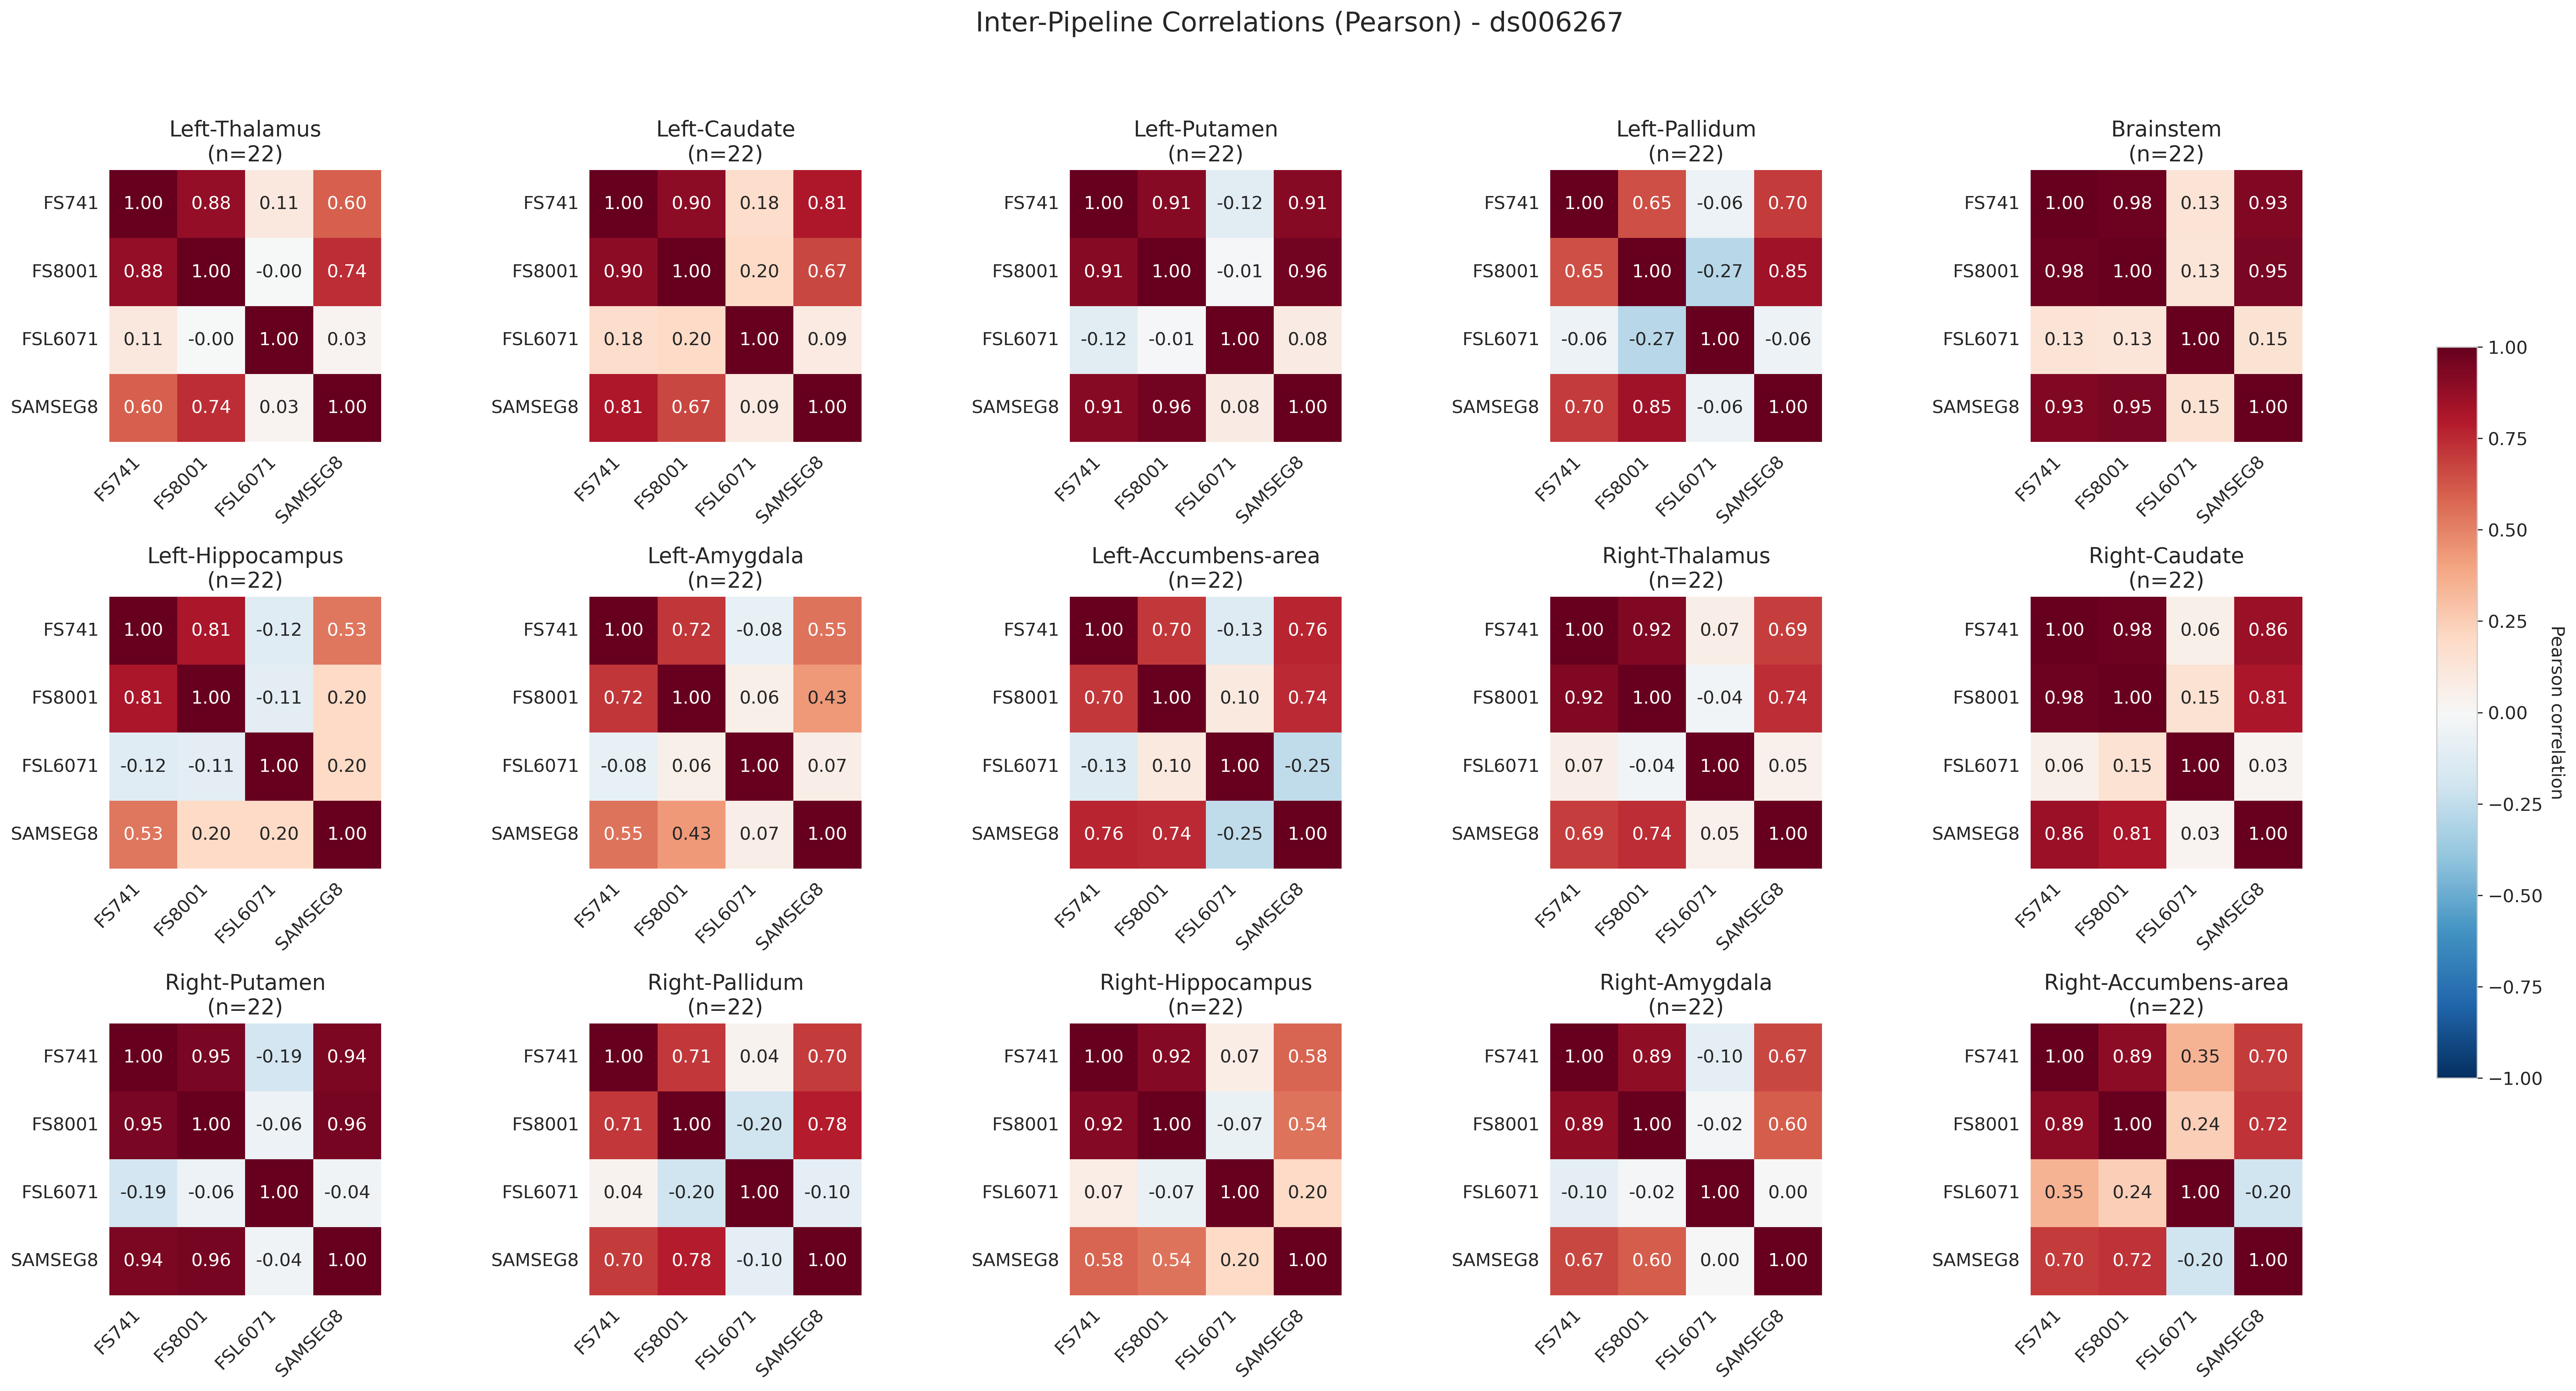 Inter-Pipeline Correlations (Pearson) - ds006267
Left-Thalamus
(n=22)
FS741 1.00 0.88 0.11 0.60
FS8001 0.88 1.00 -0.00 0.74
FSL6071 0.11 -0.00 1.00 0.03
SAMSEG8 0.60 0.74 0.03 1.00
FS741 FS8001 FSL6071 SAMSEG8
Left-Caudate
(n=22)
FS741 1.00 0.90 0.18 0.81
FS8001 0.90 1.00 0.20 0.67
FSL6071 0.18 0.20 1.00 0.09
SAMSEG8 0.81 0.67 0.09 1.00
FS741 FS8001 FSL6071 SAMSEG8
Left-Putamen
(n=22)
FS741 1.00 0.91 -0.12 0.91
FS8001 0.91 1.00 -0.01 0.96
FSL6071 -0.12 -0.01 1.00 0.08
SAMSEG8 0.91 0.96 0.08 1.00
FS741 FS8001 FSL6071 SAMSEG8
Left-Pallidum
(n=22)
FS741 1.00 0.65 -0.06 0.70
FS8001 0.65 1.00 -0.27 0.85
FSL6071 -0.06 -0.27 1.00 -0.06
SAMSEG8 0.70 0.85 -0.06 1.00
FS741 FS8001 FSL6071 SAMSEG8
Brainstem
(n=22)
FS741 1.00 0.98 0.13 0.93
FS8001 0.98 1.00 0.13 0.95
FSL6071 0.13 0.13 1.00 0.15
SAMSEG8 0.93 0.95 0.15 1.00
FS741 FS8001 FSL6071 SAMSEG8
Left-Hippocampus
(n=22)
FS741 1.00 0.81 -0.12 0.53
FS8001 0.81 1.00 -0.11 0.20
FSL6071 -0.12 -0.11 1.00 0.20
SAMSEG8 0.53 0.20 0.20 1.00
FS741 FS8001 FSL6071 SAMSEG8
Left-Amygdala
(n=22)
FS741 1.00 0.72 -0.08 0.55
FS8001 0.72 1.00 0.06 0.43
FSL6071 -0.08 0.06 1.00 0.07
SAMSEG8 0.55 0.43 0.07 1.00
FS741 FS8001 FSL6071 SAMSEG8
Left-Accumbens-area
(n=22)
FS741 1.00 0.70 -0.13 0.76
FS8001 0.70 1.00 0.10 0.74
FSL6071 -0.13 0.10 1.00 -0.25
SAMSEG8 0.76 0.74 -0.25 1.00
FS741 FS8001 FSL6071 SAMSEG8
Right-Thalamus
(n=22)
FS741 1.00 0.92 0.07 0.69
FS8001 0.92 1.00 -0.04 0.74
FSL6071 0.07 -0.04 1.00 0.05
SAMSEG8 0.69 0.74 0.05 1.00
FS741 FS8001 FSL6071 SAMSEG8
Right-Caudate
(n=22)
FS741 1.00 0.98 0.06 0.86
FS8001 0.98 1.00 0.15 0.81
FSL6071 0.06 0.15 1.00 0.03
SAMSEG8 0.86 0.81 0.03 1.00
FS741 FS8001 FSL6071 SAMSEG8
Right-Putamen
(n=22)
FS741 1.00 0.95 -0.19 0.94
FS8001 0.95 1.00 -0.06 0.96
FSL6071 -0.19 -0.06 1.00 -0.04
SAMSEG8 0.94 0.96 -0.04 1.00
FS741 FS8001 FSL6071 SAMSEG8
Right-Pallidum
(n=22)
FS741 1.00 0.71 0.04 0.70
FS8001 0.71 1.00 -0.20 0.78
FSL6071 0.04 -0.20 1.00 -0.10
SAMSEG8 0.70 0.78 -0.10 1.00
FS741 FS8001 FSL6071 SAMSEG8
Right-Hippocampus
(n=22)
FS741 1.00 0.92 0.07 0.58
FS8001 0.92 1.00 -0.07 0.54
FSL6071 0.07 -0.07 1.00 0.20
SAMSEG8 0.58 0.54 0.20 1.00
FS741 FS8001 FSL6071 SAMSEG8
Right-Amygdala
(n=22)
FS741 1.00 0.89 -0.10 0.67
FS8001 0.89 1.00 -0.02 0.60
FSL6071 -0.10 -0.02 1.00 0.00
SAMSEG8 0.67 0.60 0.00 1.00
FS741 FS8001 FSL6071 SAMSEG8
Right-Accumbens-area
(n=22)
FS741 1.00 0.89 0.35 0.70
FS8001 0.89 1.00 0.24 0.72
FSL6071 0.35 0.24 1.00 -0.20
SAMSEG8 0.70 0.72 -0.20 1.00
FS741 FS8001 FSL6071 SAMSEG8
1.00
0.75
0.50
0.25
0.00
−0.25
−0.50
−0.75
−1.00
Pearson correlation